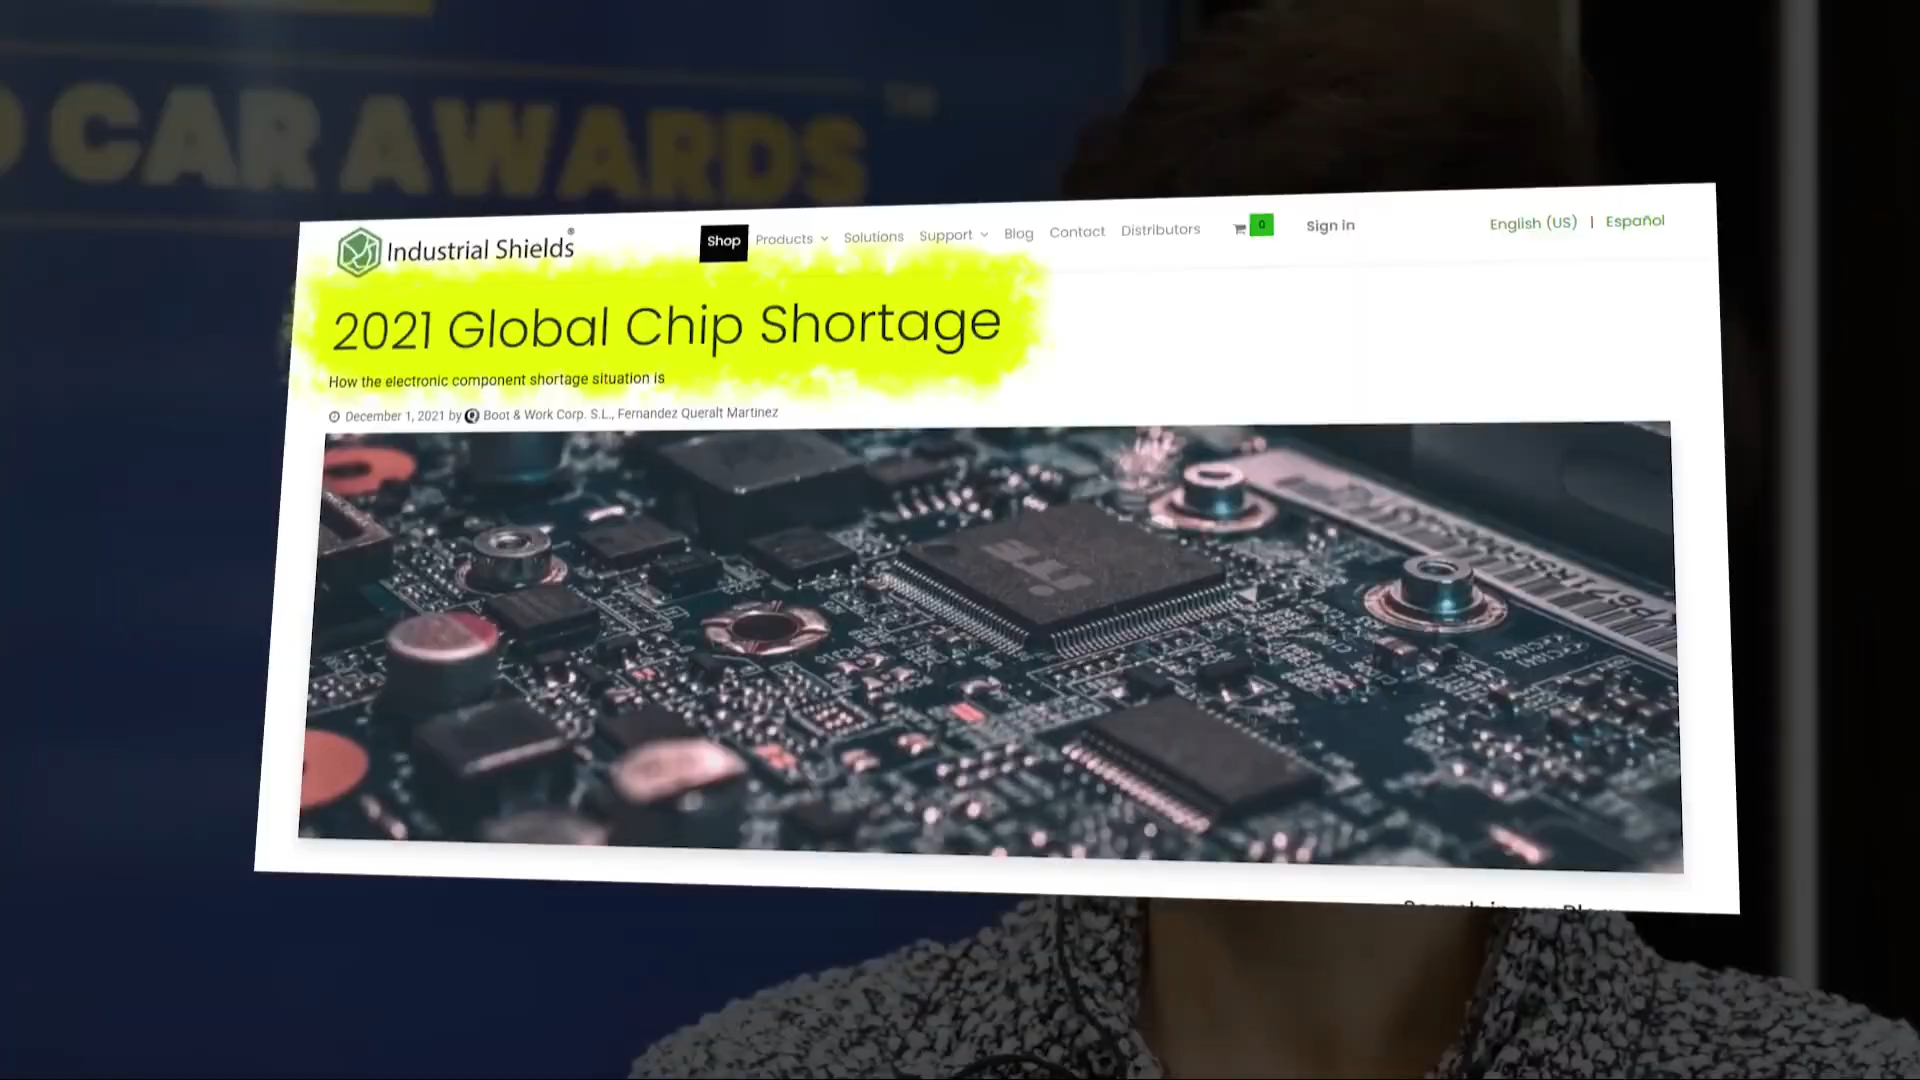 CAR AWARDS™
Industrial Shields®
Shop Products Solutions Support Blog Contact Distributors 0 Sign in English (US) | Español
2021 Global Chip Shortage
How the electronic component shortage situation is
December 1, 2021 by Boot & Work Corp. S.L., Fernandez Queralt Martinez